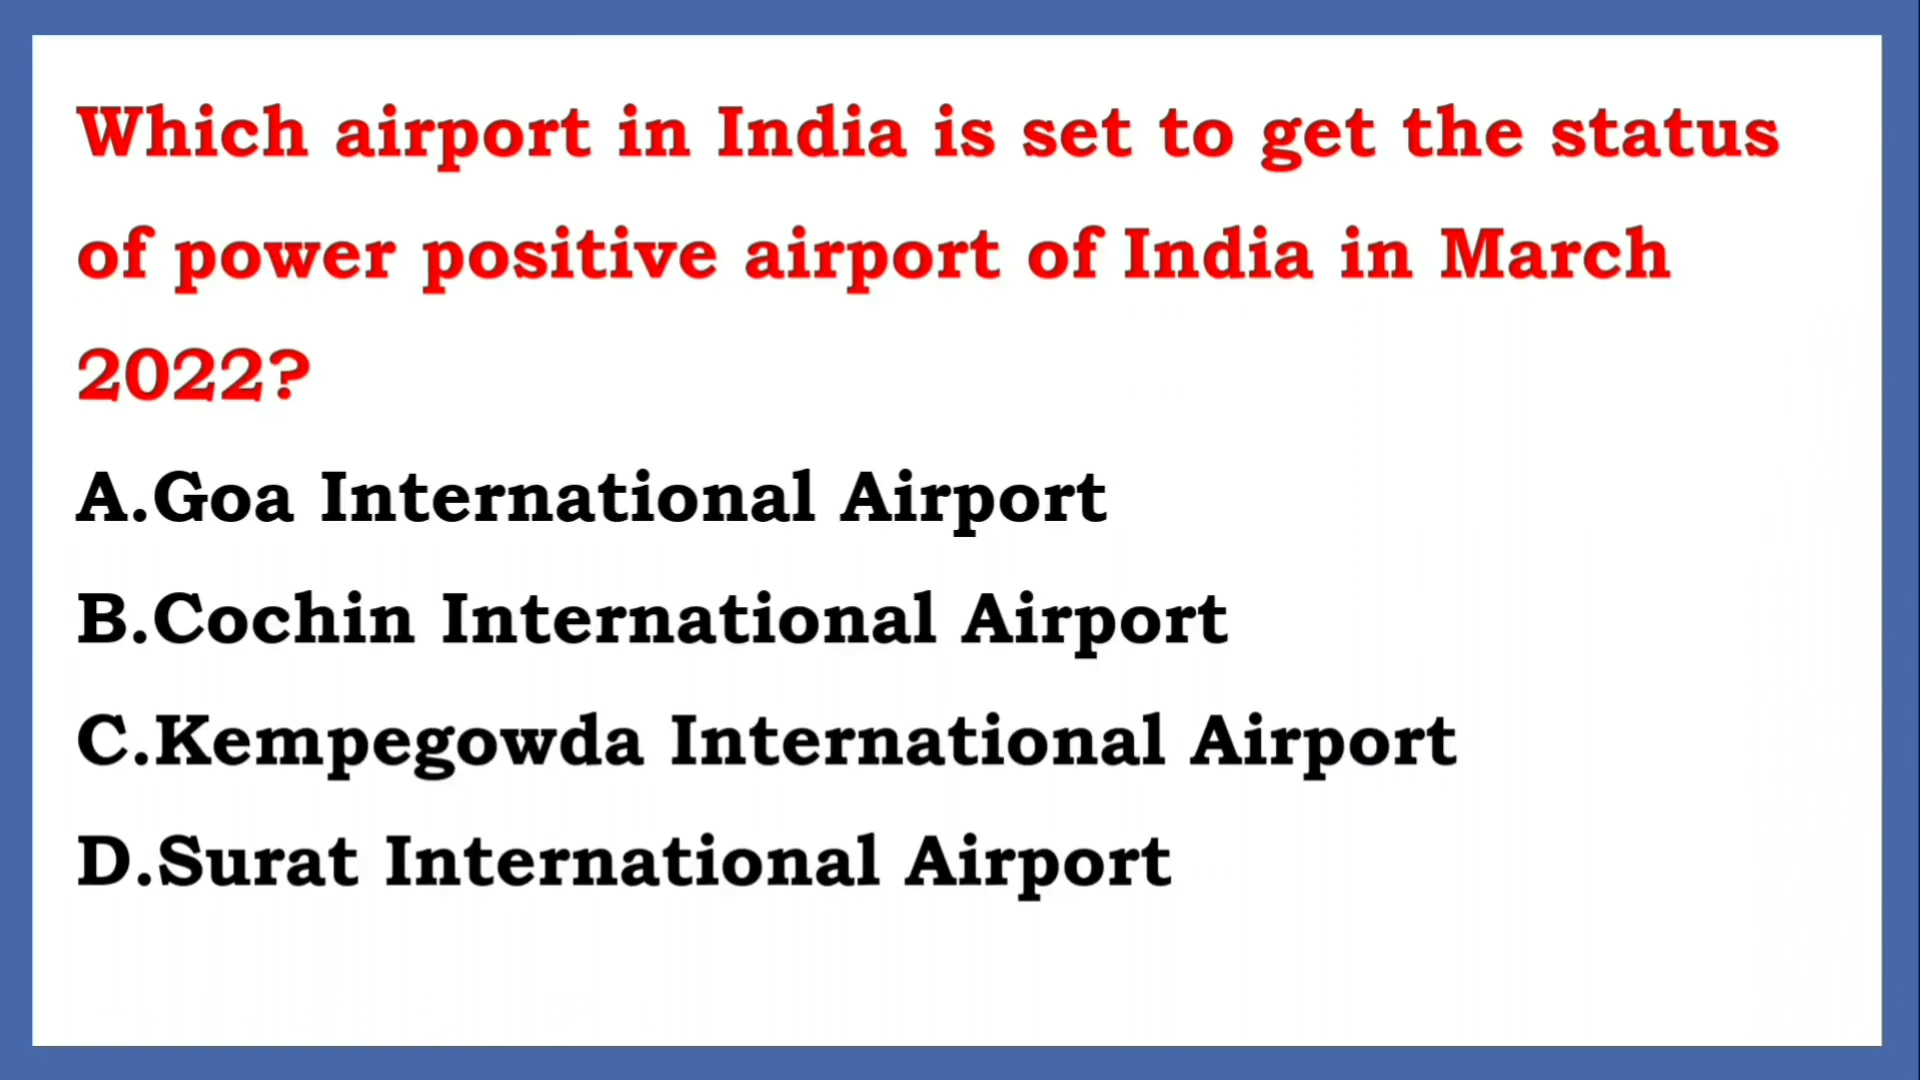 Which airport in India is set to get the status
of power positive airport of India in March
2022?
A.Goa International Airport
B.Cochin International Airport
C.Kempegowda International Airport
D.Surat International Airport